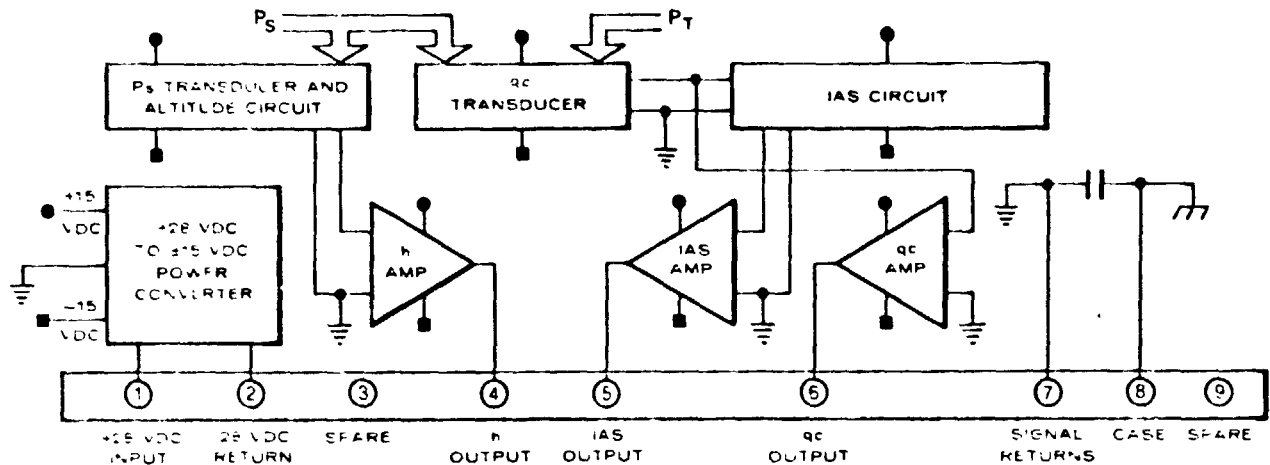 PS
PT
Ps TRANSDUCER AND
ALTITUDE CIRCUIT
qc
TRANSDUCER
IAS CIRCUIT
+15
VDC
+28 VDC
TO ±15 VDC
POWER
CONVERTER
-15
VDC
h
AMP
IAS
AMP
qc
AMP
1
2
3
4
5
6
7
8
9
+28 VDC
INPUT
28 VDC
RETURN
SPARE
h
OUTPUT
IAS
OUTPUT
qc
OUTPUT
SIGNAL
RETURNS
CASE
SPARE